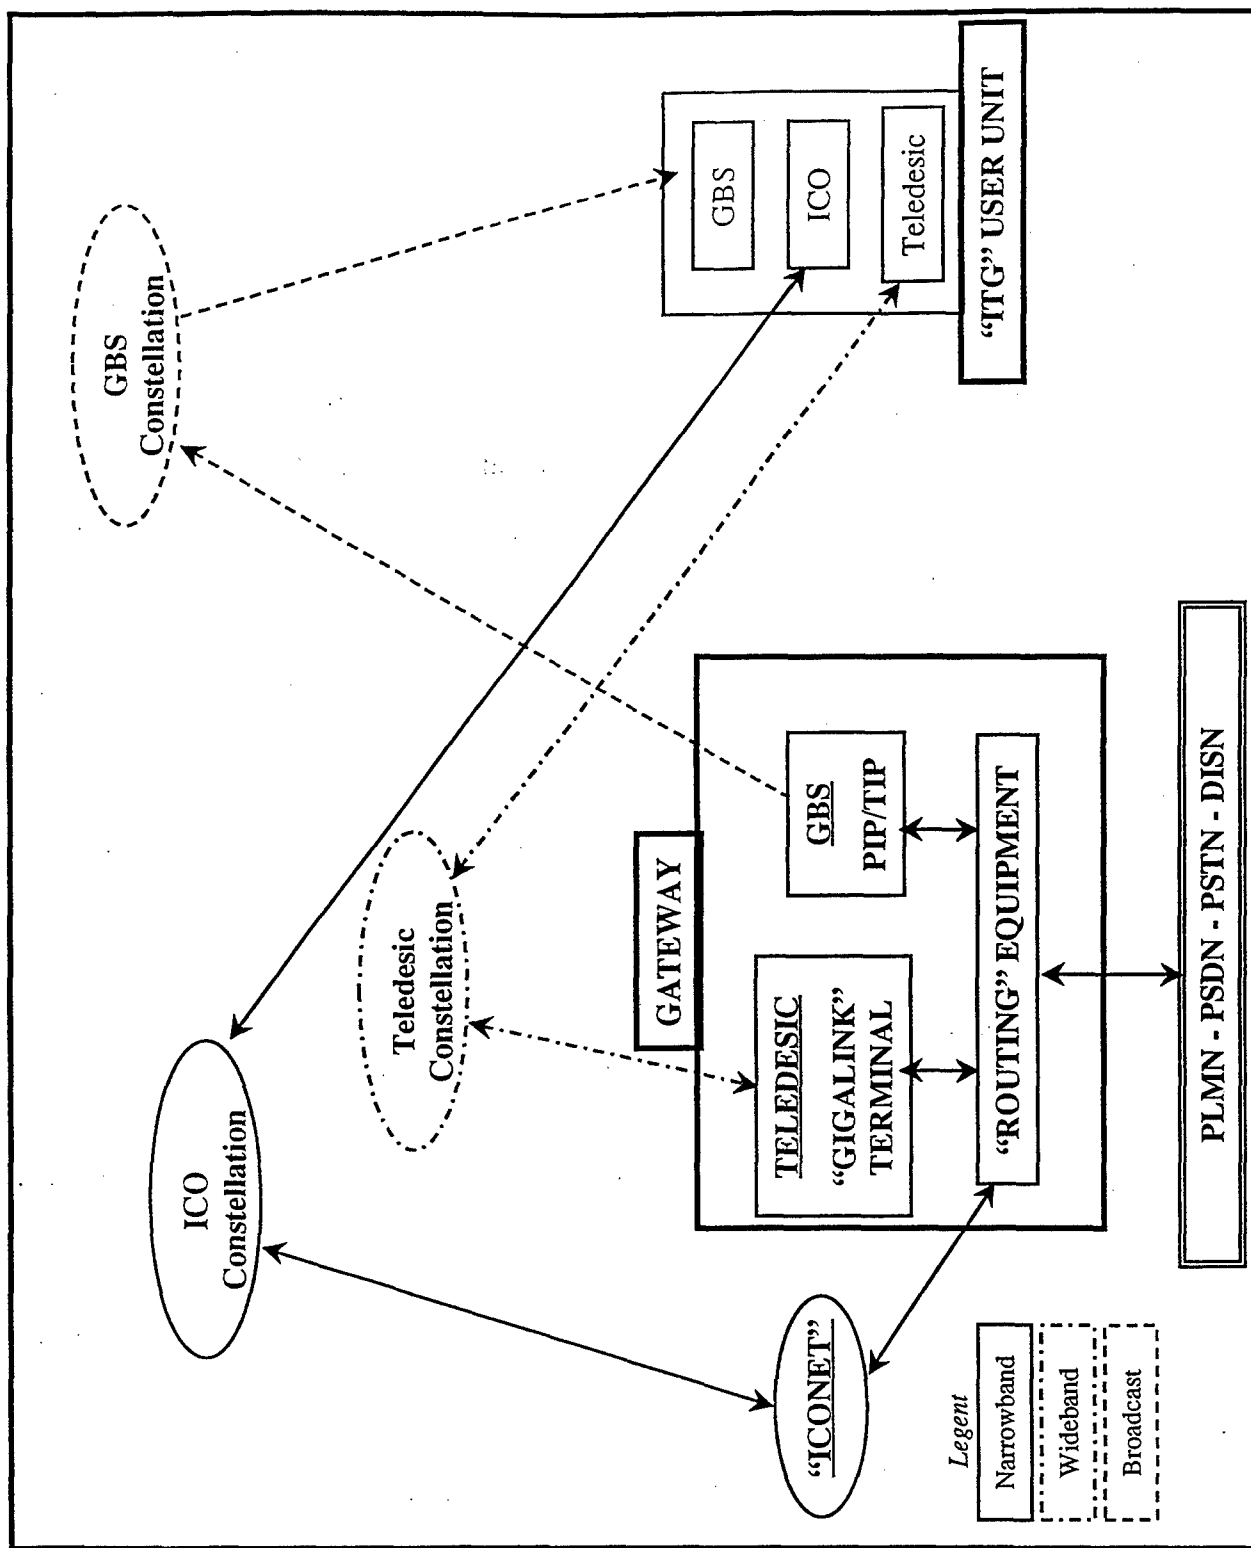 GBS
Constellation
ICO
Constellation
Teledesic
Constellation
GATEWAY
GBS
ICO
Teledesic
"ITG" USER UNIT
"ICONET"
TELEDESIC
"GIGALINK"
TERMINAL
GBS
PIP/TIP
"ROUTING" EQUIPMENT
Legent
Narrowband
Wideband
Broadcast
PLMN - PSDN - PSTN - DISN